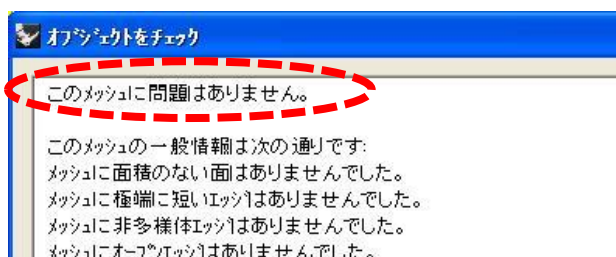 ｵﾌﾞｼﾞｪｸﾄをﾁｪｯｸ
このﾒｯｼｭに問題はありません。
このﾒｯｼｭの一般情報は次の通りです:
ﾒｯｼｭに面積のない面はありませんでした。
ﾒｯｼｭに極端に短いｴｯｼﾞはありませんでした。
ﾒｯｼｭに非多様体ｴｯｼﾞはありませんでした。
ﾒｯｼｭにｵｰﾌﾟﾝｴｯｼﾞはありませんでした。